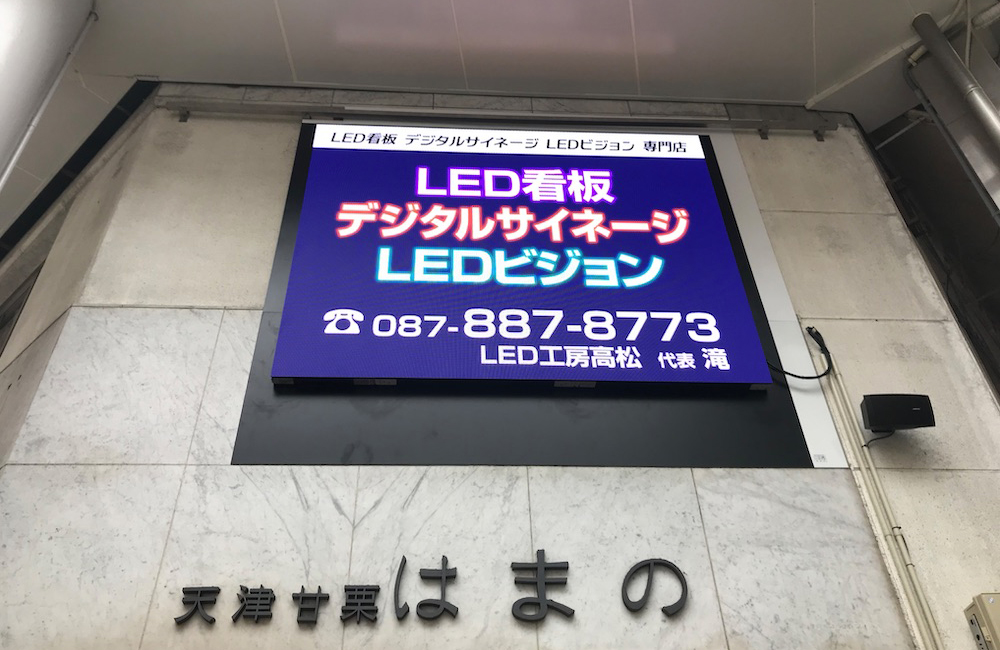 LED看板 デジタルサイネージ LEDビジョン 専門店
LED看板
デジタルサイネージ
LEDビジョン
☎ 087-887-8773
LED工房高松 代表 滝
天津甘栗 はまの